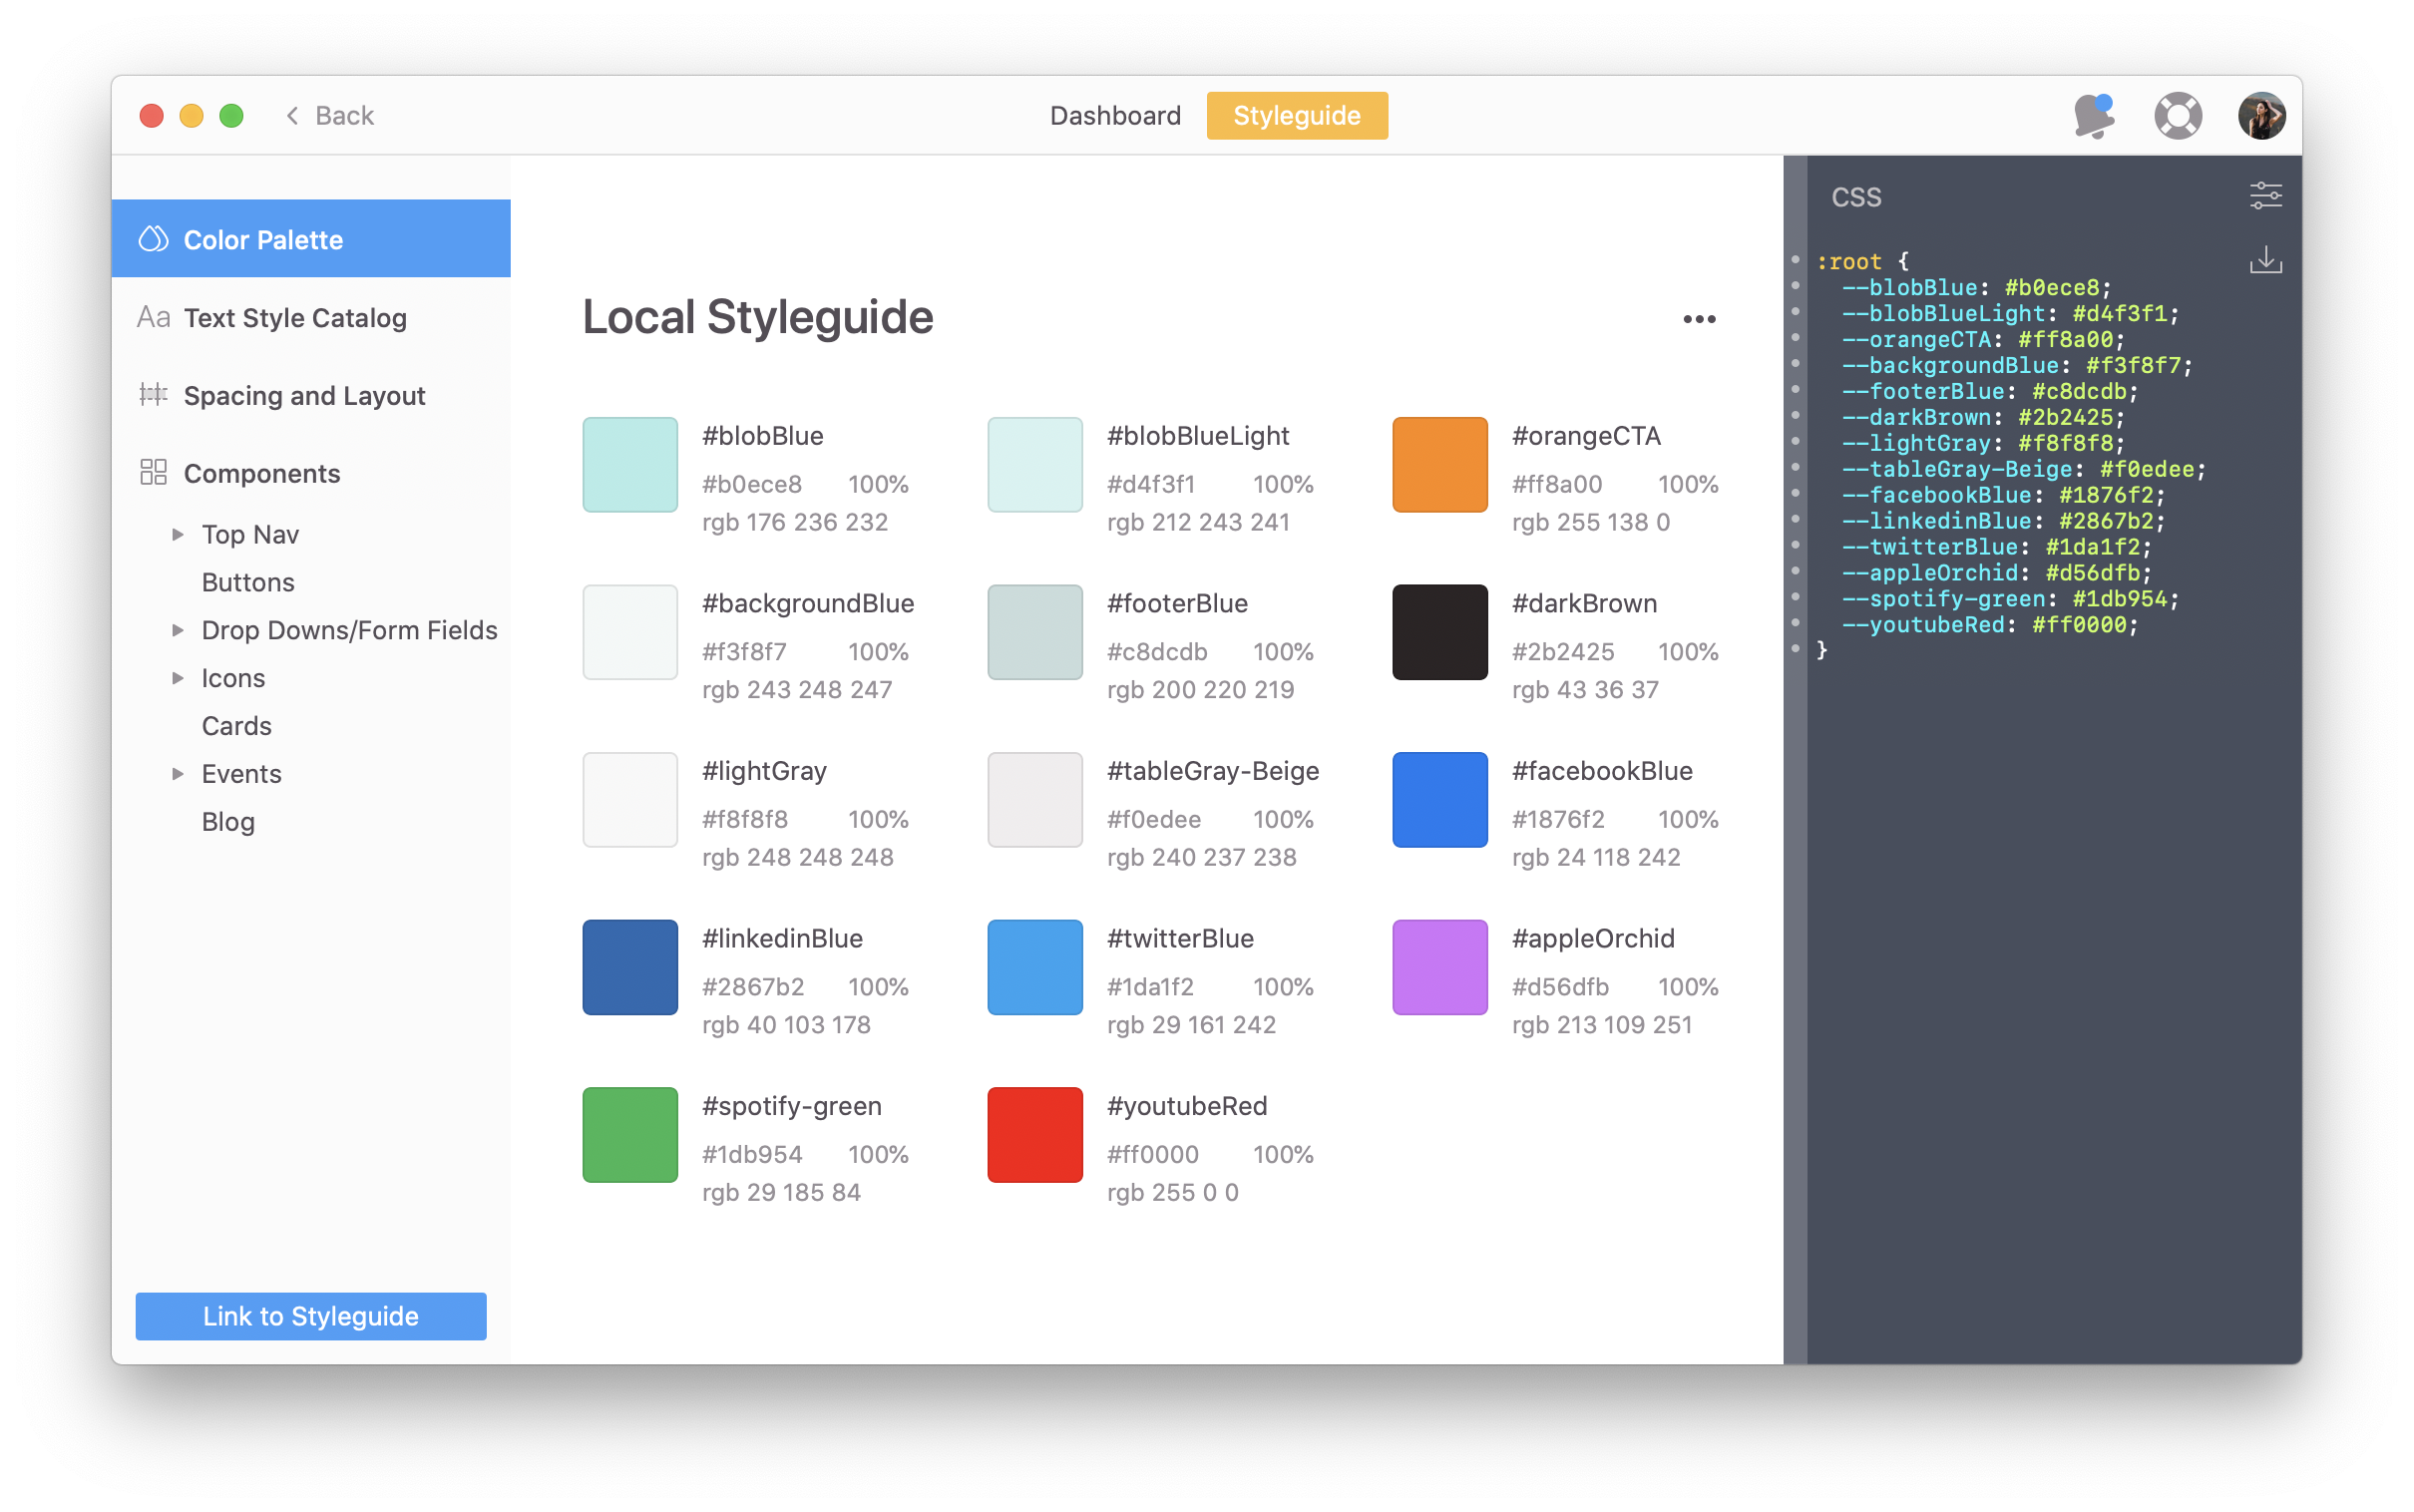 Back
Dashboard
Styleguide
Color Palette
Aa Text Style Catalog
Spacing and Layout
Components
Top Nav
Buttons
Drop Downs/Form Fields
Icons
Cards
Events
Blog
Link to Styleguide
Local Styleguide
#blobBlue
#b0ece8 100%
rgb 176 236 232
#blobBlueLight
#d4f3f1 100%
rgb 212 243 241
#orangeCTA
#ff8a00 100%
rgb 255 138 0
#backgroundBlue
#f3f8f7 100%
rgb 243 248 247
#footerBlue
#c8dcdb 100%
rgb 200 220 219
#darkBrown
#2b2425 100%
rgb 43 36 37
#lightGray
#f8f8f8 100%
rgb 248 248 248
#tableGray-Beige
#f0edee 100%
rgb 240 237 238
#facebookBlue
#1876f2 100%
rgb 24 118 242
#linkedinBlue
#2867b2 100%
rgb 40 103 178
#twitterBlue
#1da1f2 100%
rgb 29 161 242
#appleOrchid
#d56dfb 100%
rgb 213 109 251
#spotify-green
#1db954 100%
rgb 29 185 84
#youtubeRed
#ff0000 100%
rgb 255 0 0
CSS
:root {
--blobBlue: #b0ece8;
--blobBlueLight: #d4f3f1;
--orangeCTA: #ff8a00;
--backgroundBlue: #f3f8f7;
--footerBlue: #c8dcdb;
--darkBrown: #2b2425;
--lightGray: #f8f8f8;
--tableGray-Beige: #f0edee;
--facebookBlue: #1876f2;
--linkedinBlue: #2867b2;
--twitterBlue: #1da1f2;
--appleOrchid: #d56dfb;
--spotify-green: #1db954;
--youtubeRed: #ff0000;
}